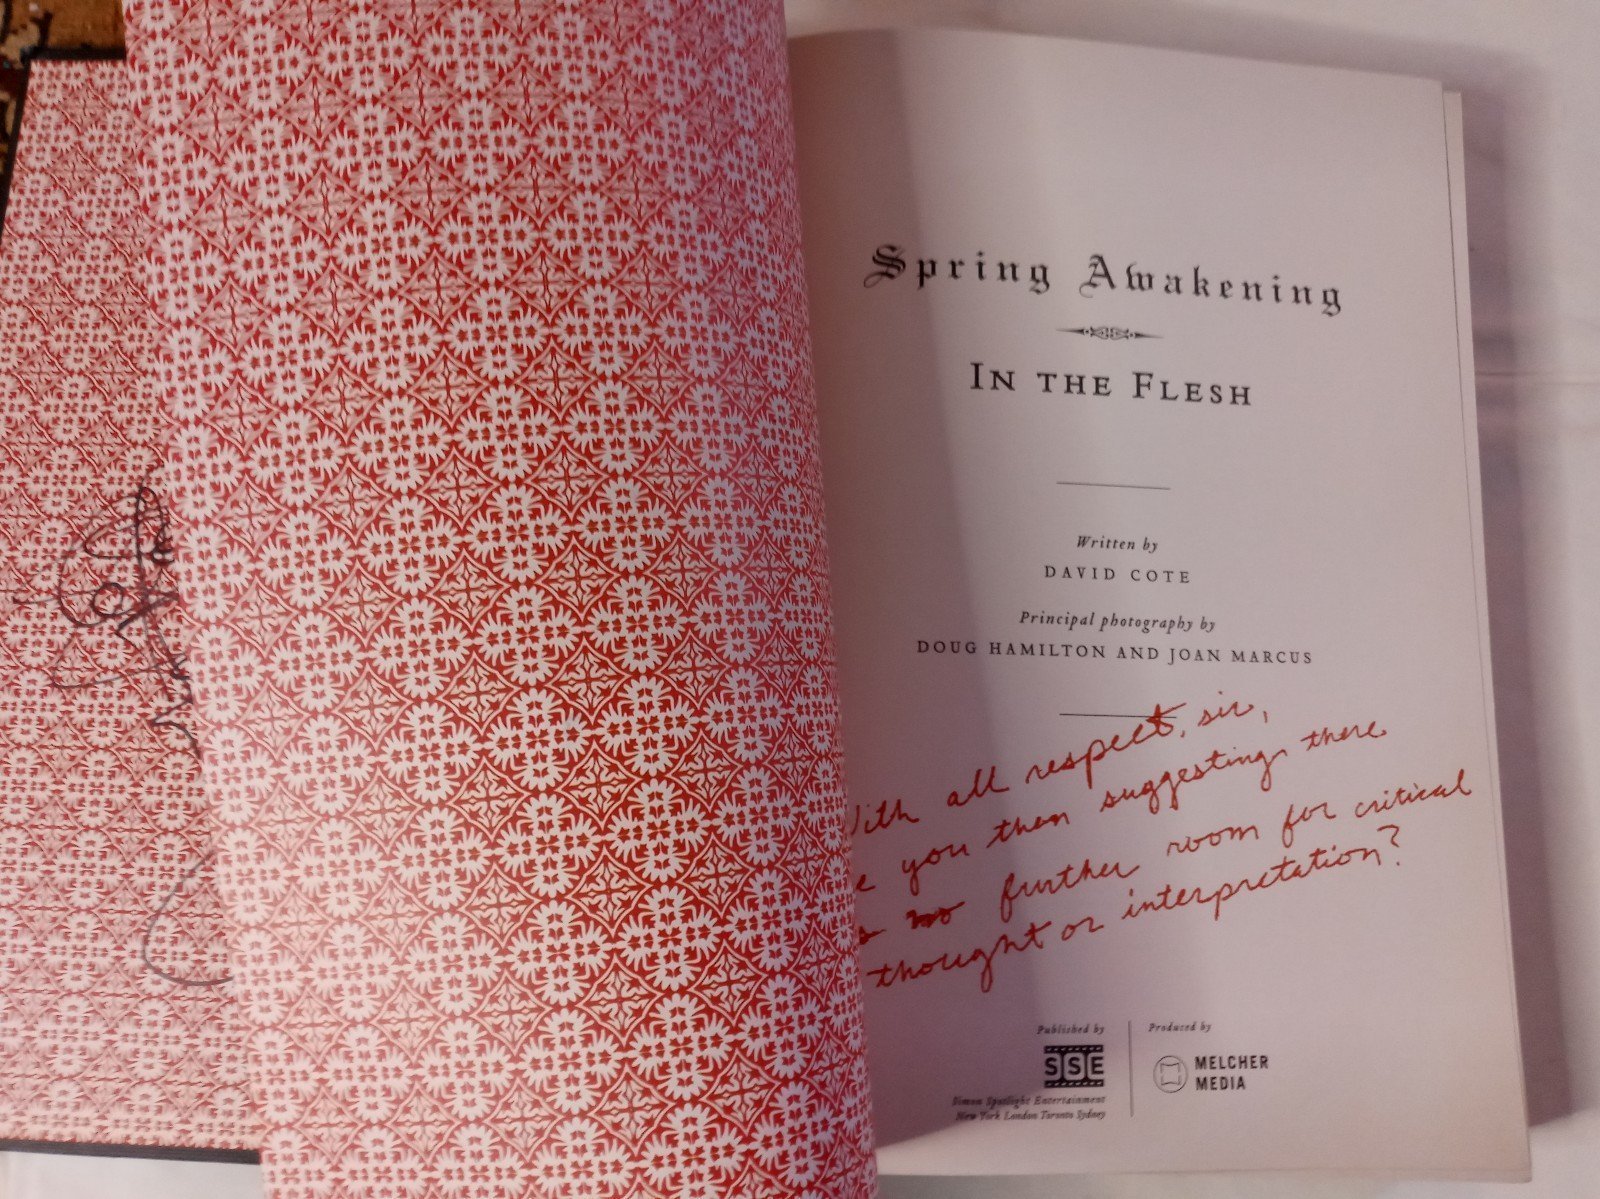 Spring Awakening
IN THE FLESH
Written by
DAVID COTE
Principal photography by
DOUG HAMILTON AND JOAN MARCUS
ith all respect, sir,
e you then suggesting there
no further room for critical
thought or interpretation?
Published by
SSE
Simon Spotlight Entertainment
New York London Toronto Sydney
Produced by
MELCHER
MEDIA